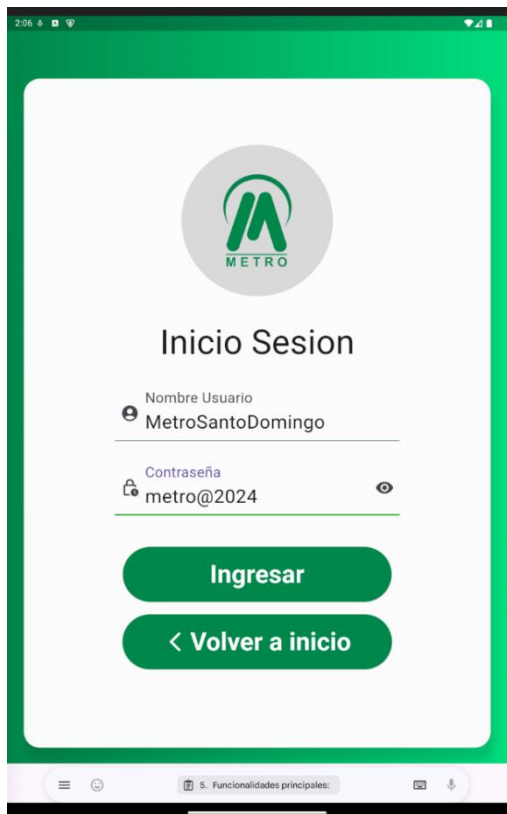 2:06
METRO
Inicio Sesion
Nombre Usuario
MetroSantoDomingo
Contraseña
metro@2024
Ingresar
< Volver a inicio
5. Funcionalidades principales: